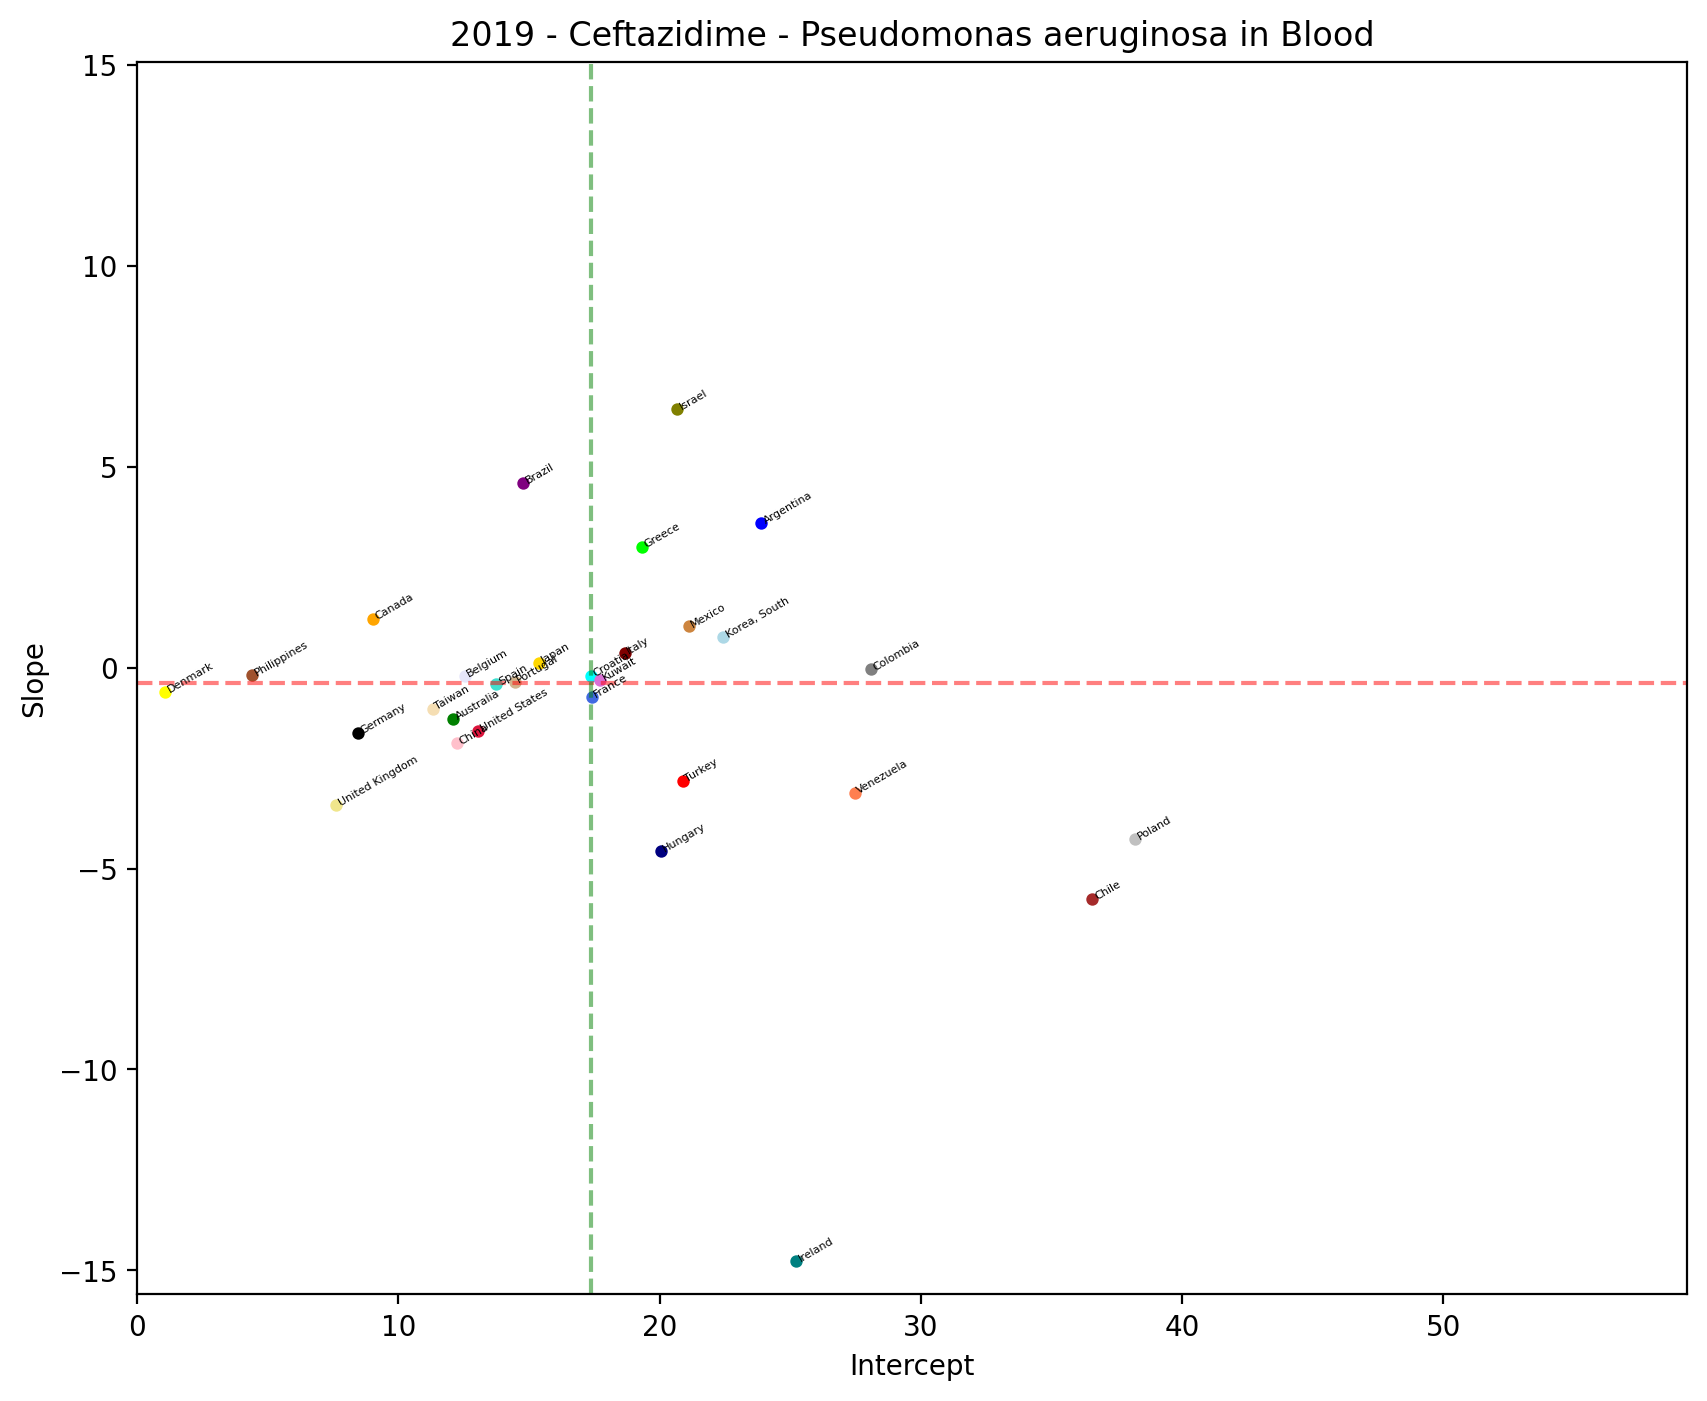 2019 - Ceftazidime - Pseudomonas aeruginosa in Blood
15
10
5
0
−5
−10
−15
Slope
Israel
Brazil
Argentina
Greece
Canada
Mexico
Korea, South
Italy
Japan
Colombia
Philippines
Belgium
Croatia
Kuwait
Spain
Portugal
Denmark
France
Taiwan
Australia
United States
Germany
China
Turkey
Venezuela
United Kingdom
Poland
Hungary
Chile
Ireland
0 10 20 30 40 50
Intercept